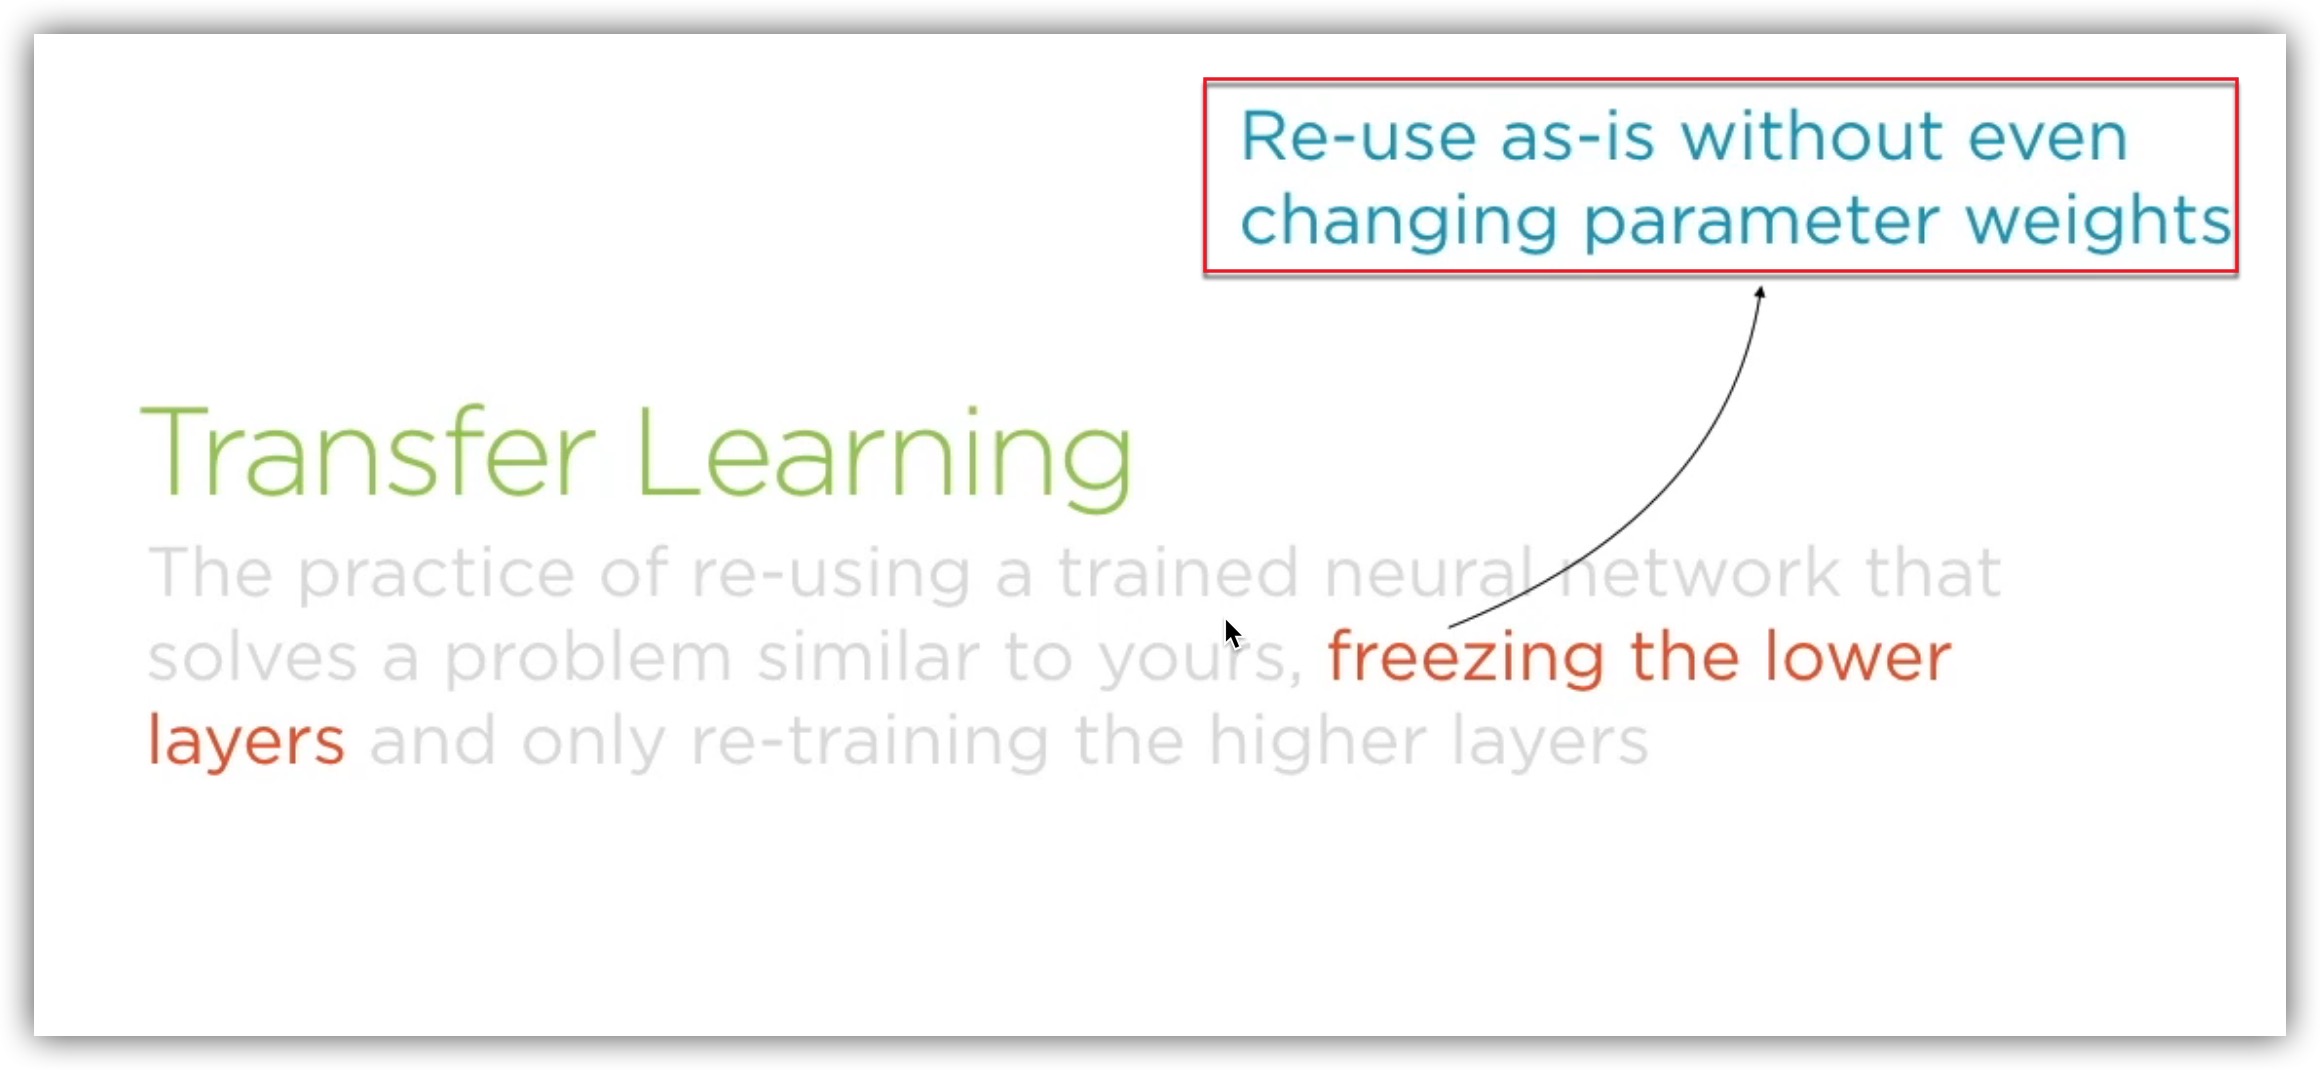 Re-use as-is without even
changing parameter weights
Transfer Learning
The practice of re-using a trained neural network that
solves a problem similar to yours, freezing the lower
layers and only re-training the higher layers